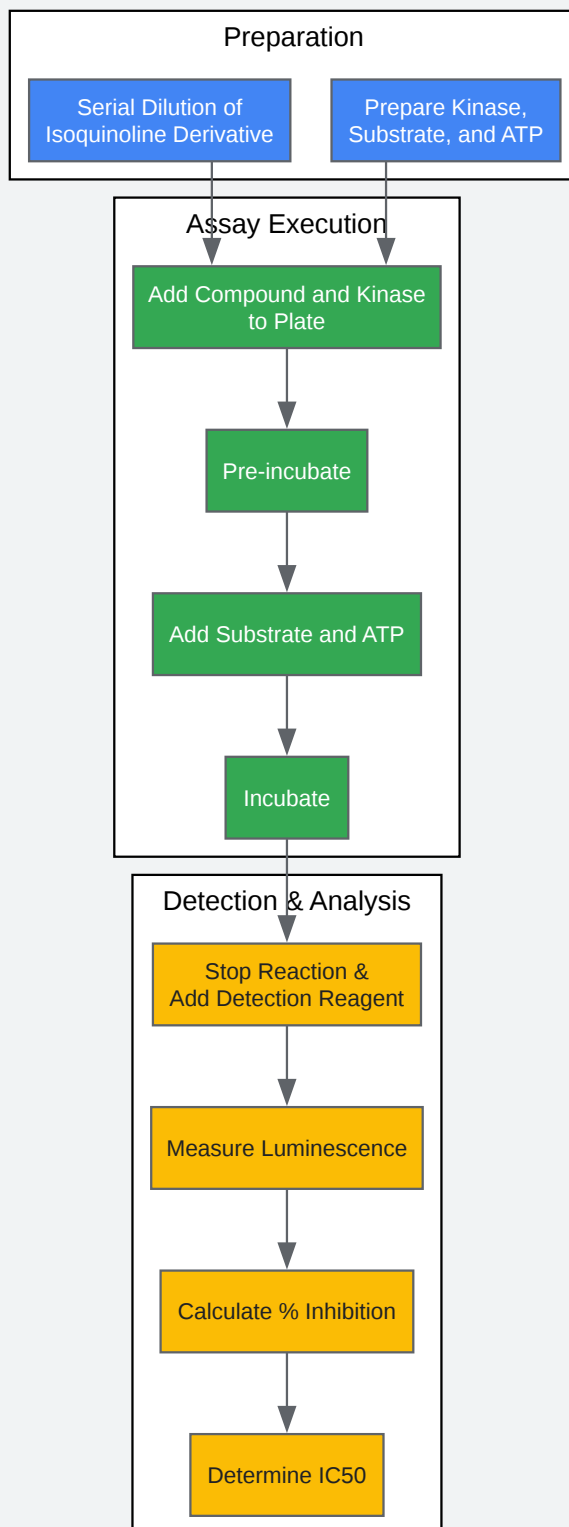 Preparation
Serial Dilution of
Isoquinoline Derivative
Prepare Kinase,
Substrate, and ATP
Assay Execution
Add Compound and Kinase
to Plate
Pre-incubate
Add Substrate and ATP
Incubate
Detection & Analysis
Stop Reaction &
Add Detection Reagent
Measure Luminescence
Calculate % Inhibition
Determine IC50